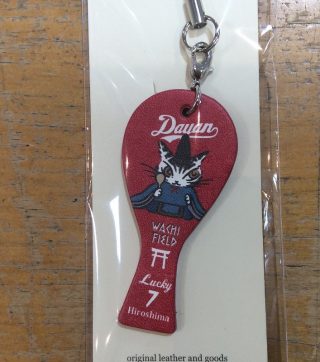 Dayan
WACHI
FIELD
Lucky
7
Hiroshima
original leather and goods